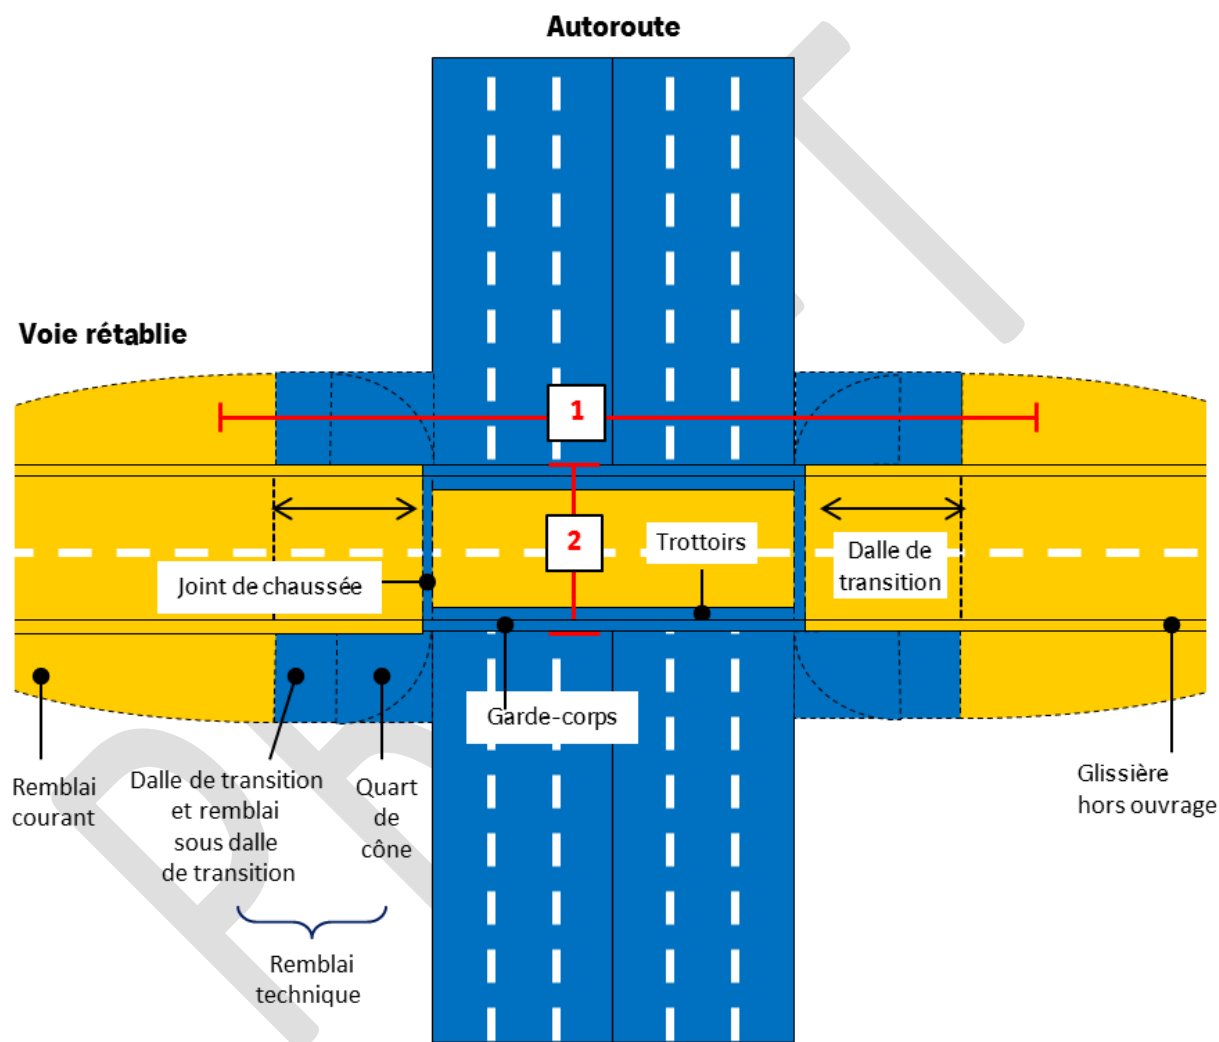 Autoroute
Voie rétablie
1
2
Trottoirs
Joint de chaussée
Dalle de
transition
Garde-corps
Remblai
courant
Dalle de transition
et remblai
sous dalle
de transition
Quart
de
cône
Glissière
hors ouvrage
Remblai
technique